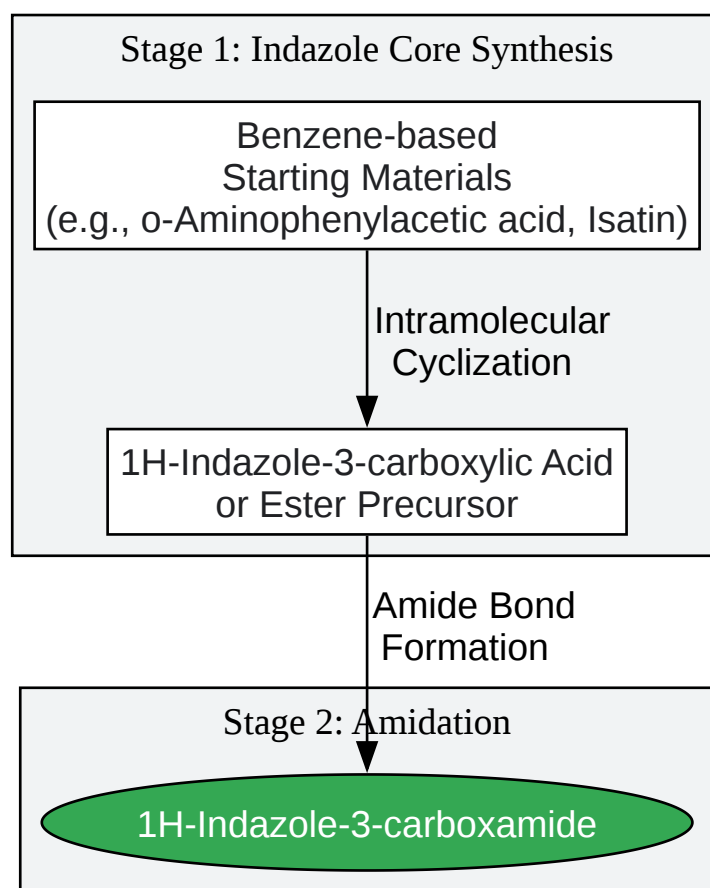 Stage 1: Indazole Core Synthesis
Benzene-based
Starting Materials
(e.g., o-Aminophenylacetic acid, Isatin)
Intramolecular
Cyclization
1H-Indazole-3-carboxylic Acid
or Ester Precursor
Amide Bond
Formation
Stage 2: Amidation
1H-Indazole-3-carboxamide